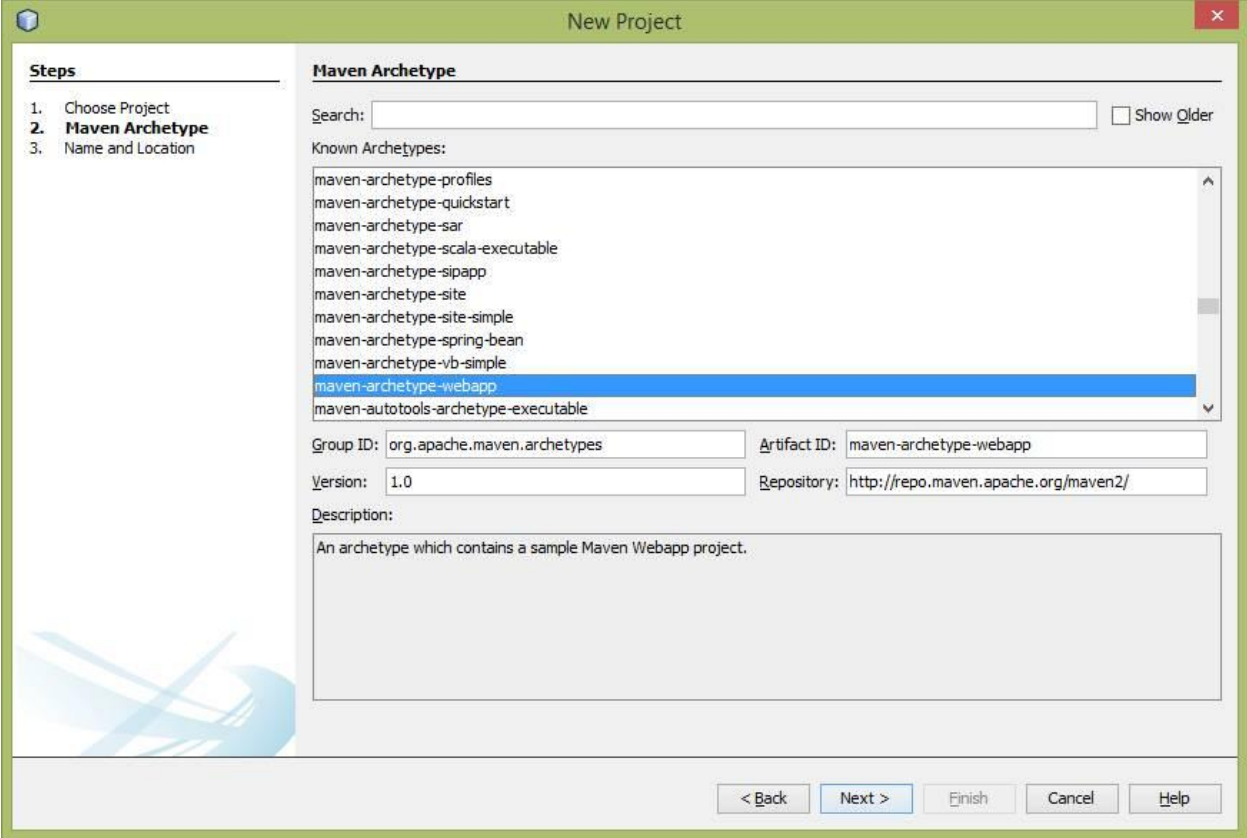 New Project
Steps
1. Choose Project
2. Maven Archetype
3. Name and Location
Maven Archetype
Search:
Show Older
Known Archetypes:
maven-archetype-profiles
maven-archetype-quickstart
maven-archetype-sar
maven-archetype-scala-executable
maven-archetype-sipapp
maven-archetype-site
maven-archetype-site-simple
maven-archetype-spring-bean
maven-archetype-vb-simple
maven-archetype-webapp
maven-autotools-archetype-executable
Group ID: org.apache.maven.archetypes Artifact ID: maven-archetype-webapp
Version: 1.0 Repository: http://repo.maven.apache.org/maven2/
Description:
An archetype which contains a sample Maven Webapp project.
< Back Next > Finish Cancel Help